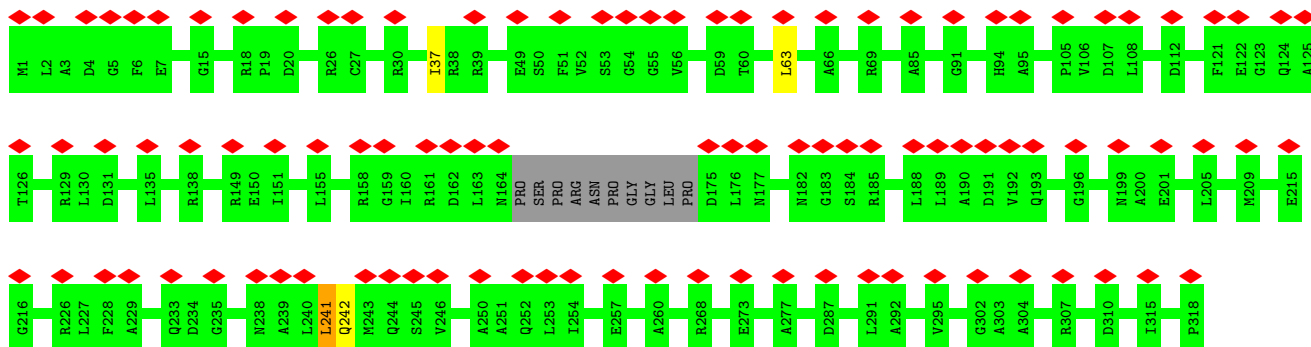 M1 L2 A3 D4 G5 F6 E7 G15 R18 P19 D20 R26 C27 R30 I37 R38 R39 E49 S50 F51 V52 S53 G54 G55 V56 D59 T60 L63 A66 R69 A85 G91 H94 A95 P105 V106 D107 L108 D112 F121 E122 G123 Q124 A125
T126 R129 L130 D131 L135 R138 R149 E150 I151 L155 R158 G159 I160 R161 D162 L163 N164 PRO SER PRO ARG ASN PRO GLY GLY LEU PRO D175 L176 N177 N182 G183 S184 R185 L188 L189 A190 D191 V192 Q193 G196 N199 A200 E201 L205 M209 E215
G216 R226 L227 F228 A229 Q233 D234 G235 N238 A239 L240 L241 Q242 M243 Q244 S245 V246 A250 A251 Q252 L253 I254 E257 A260 R268 E273 A277 D287 L291 A292 V295 G302 A303 A304 R307 D310 I315 P318